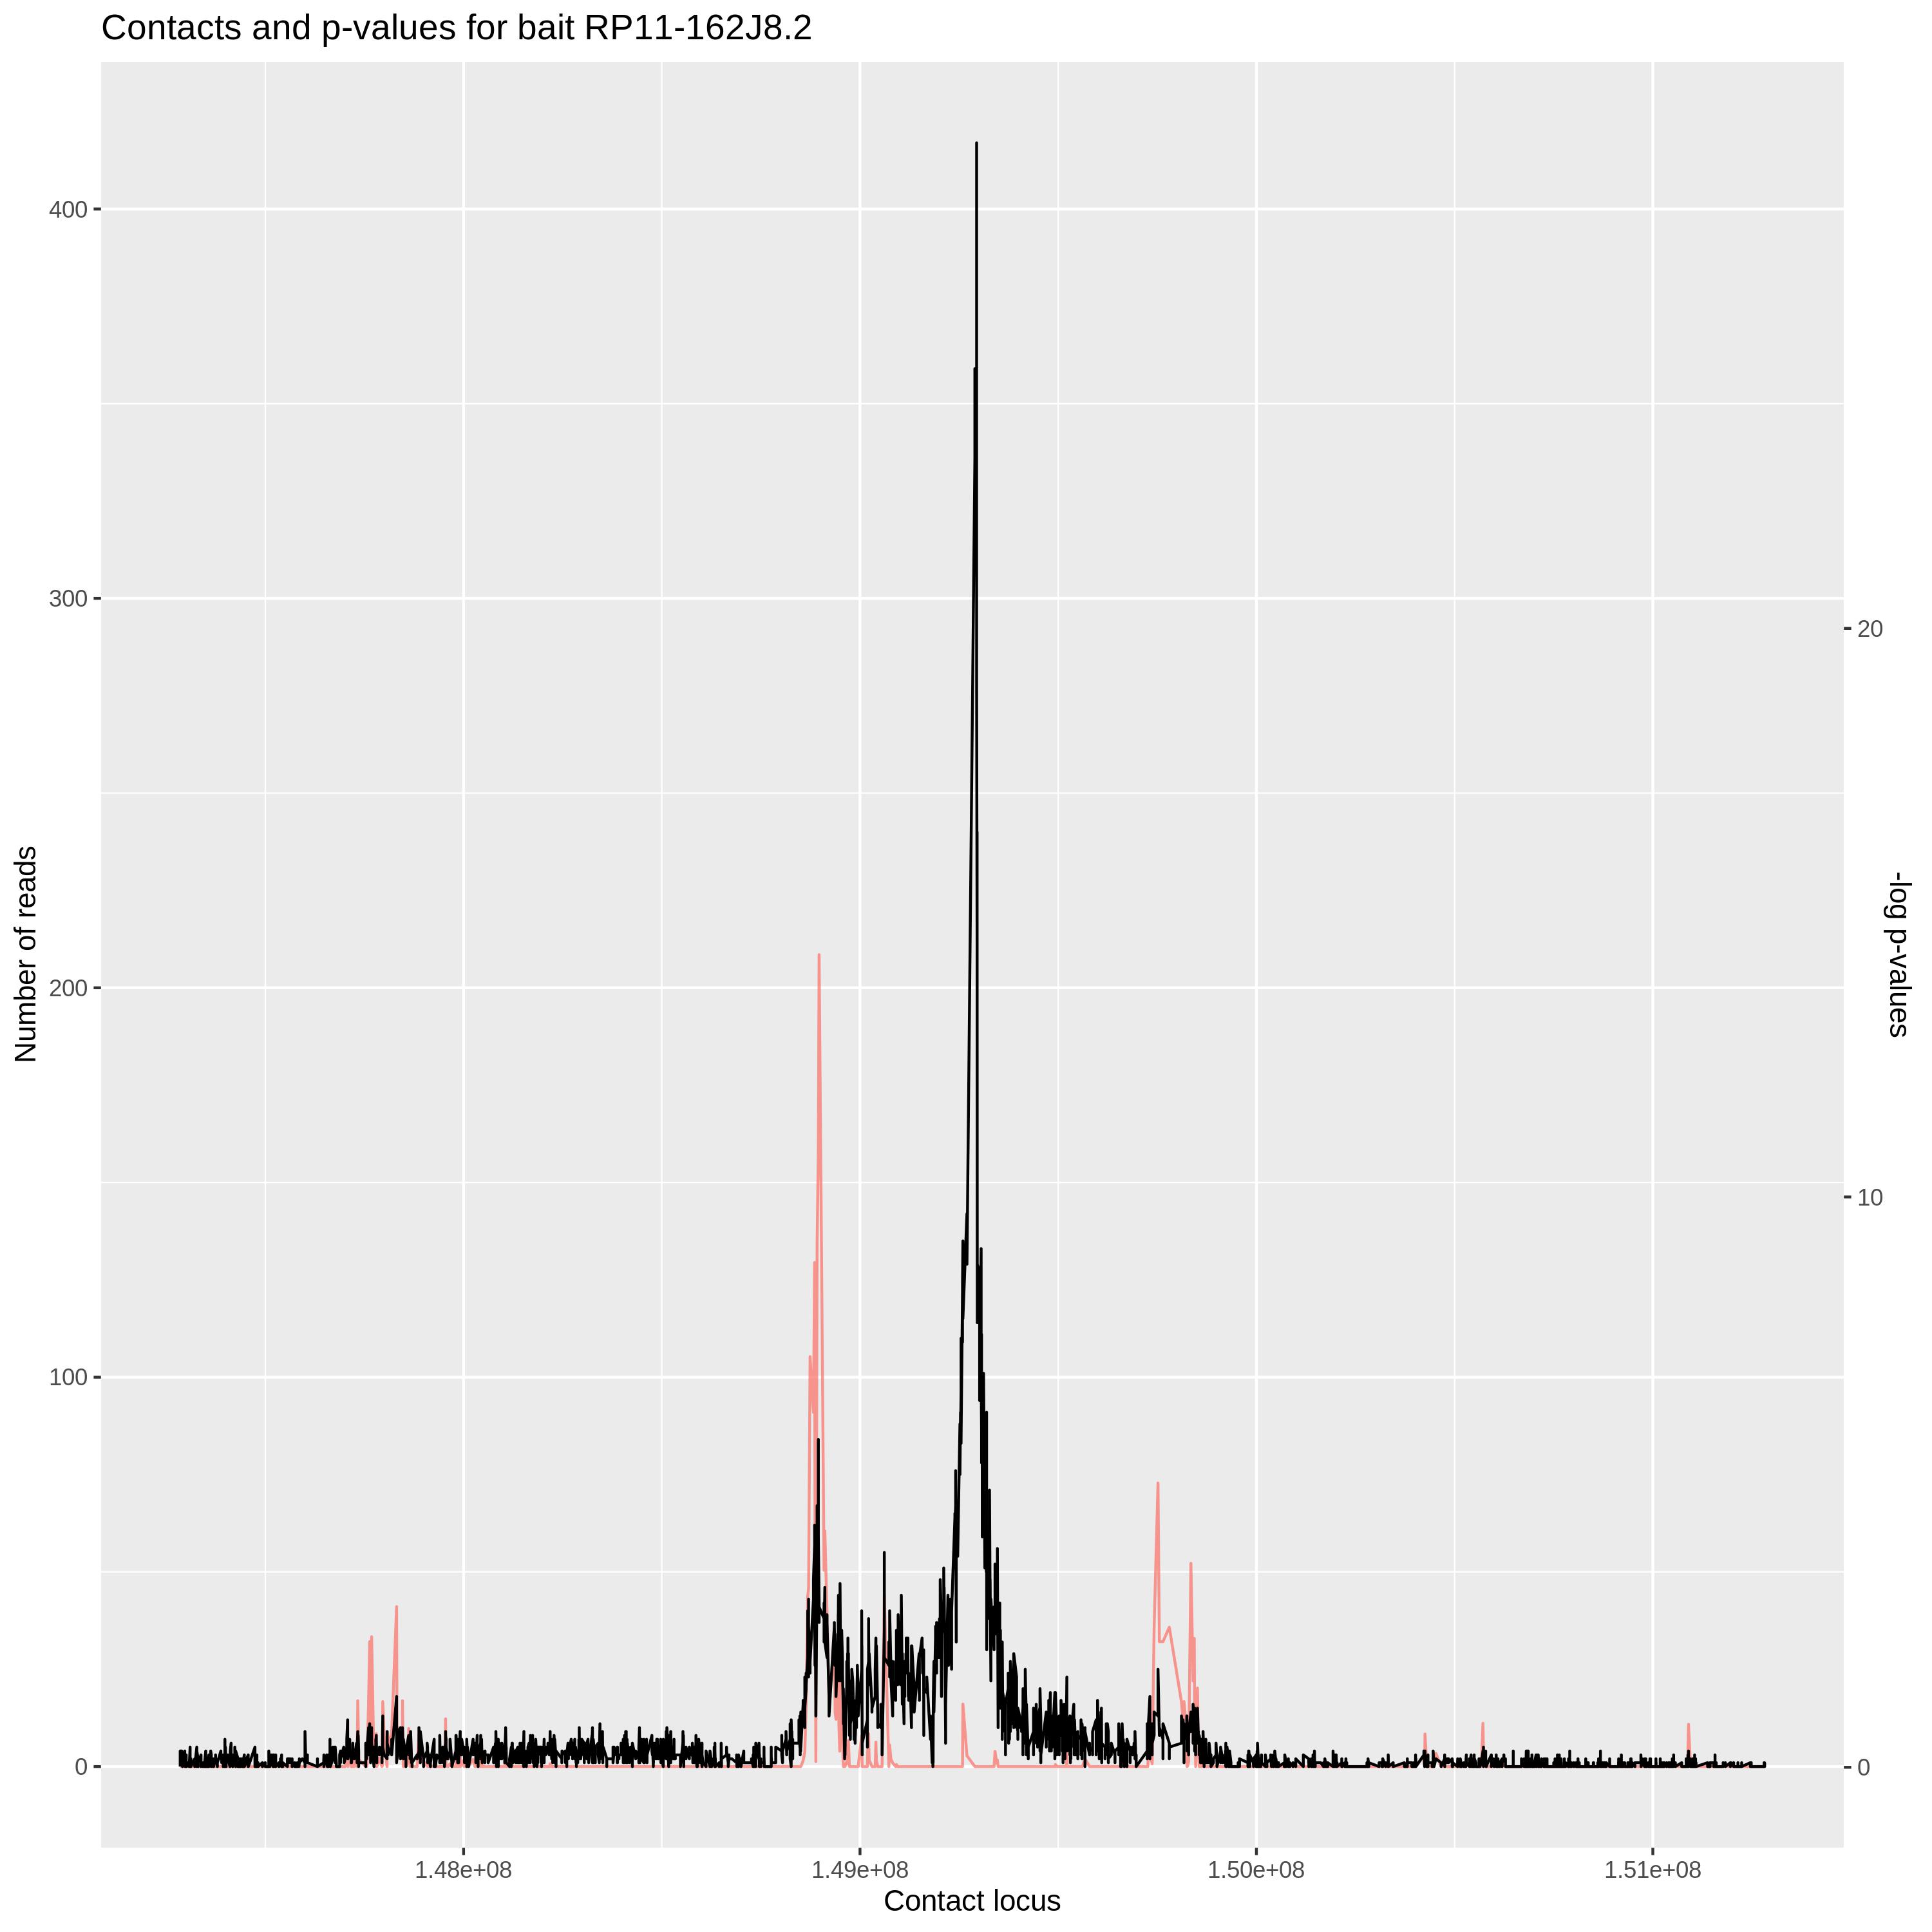 Contacts and p-values for bait RP11-162J8.2
400
300
200
100
0
20
10
0
Number of reads
-log p-values
1.48e+08
1.49e+08
1.50e+08
1.51e+08
Contact locus